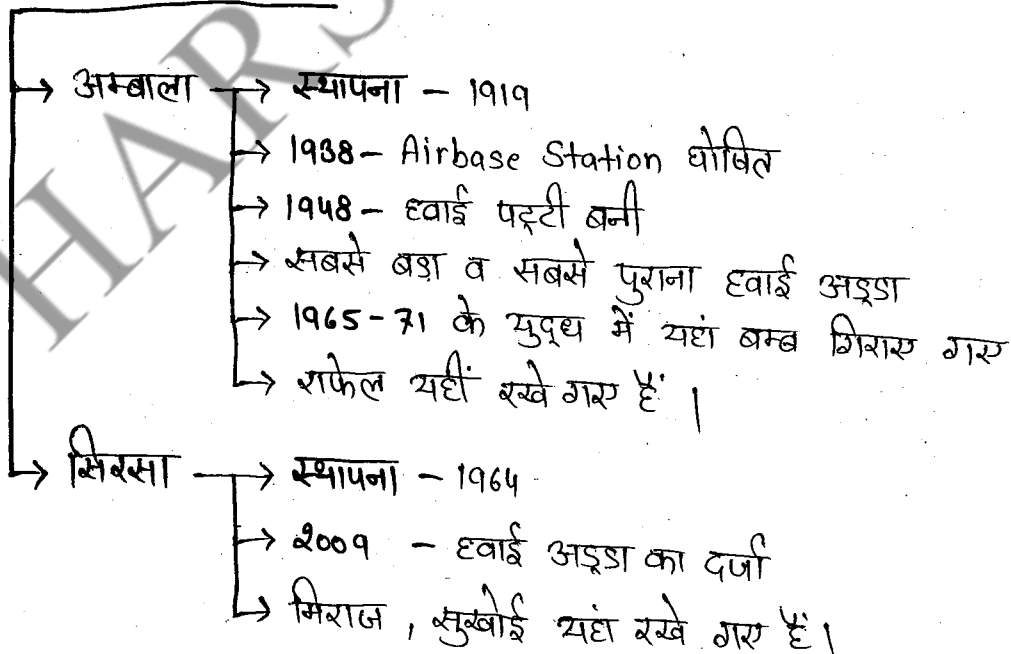 → अम्बाला → स्थापना - 1919
→ 1938 - Airbase Station घोषित
→ 1948 - हवाई पट्टी बनी
→ सबसे बडा व सबसे पुराना हवाई अड्डा
→ 1965-71 के युद्ध में यहां बम्ब गिराए गए
→ राफेल यहीं रखे गए हैं |
→ सिरसा → स्थापना - 1964
→ 2009 - हवाई अड्डा का दर्जा
→ मिराज , सुखोई यहां रखे गए हैं |